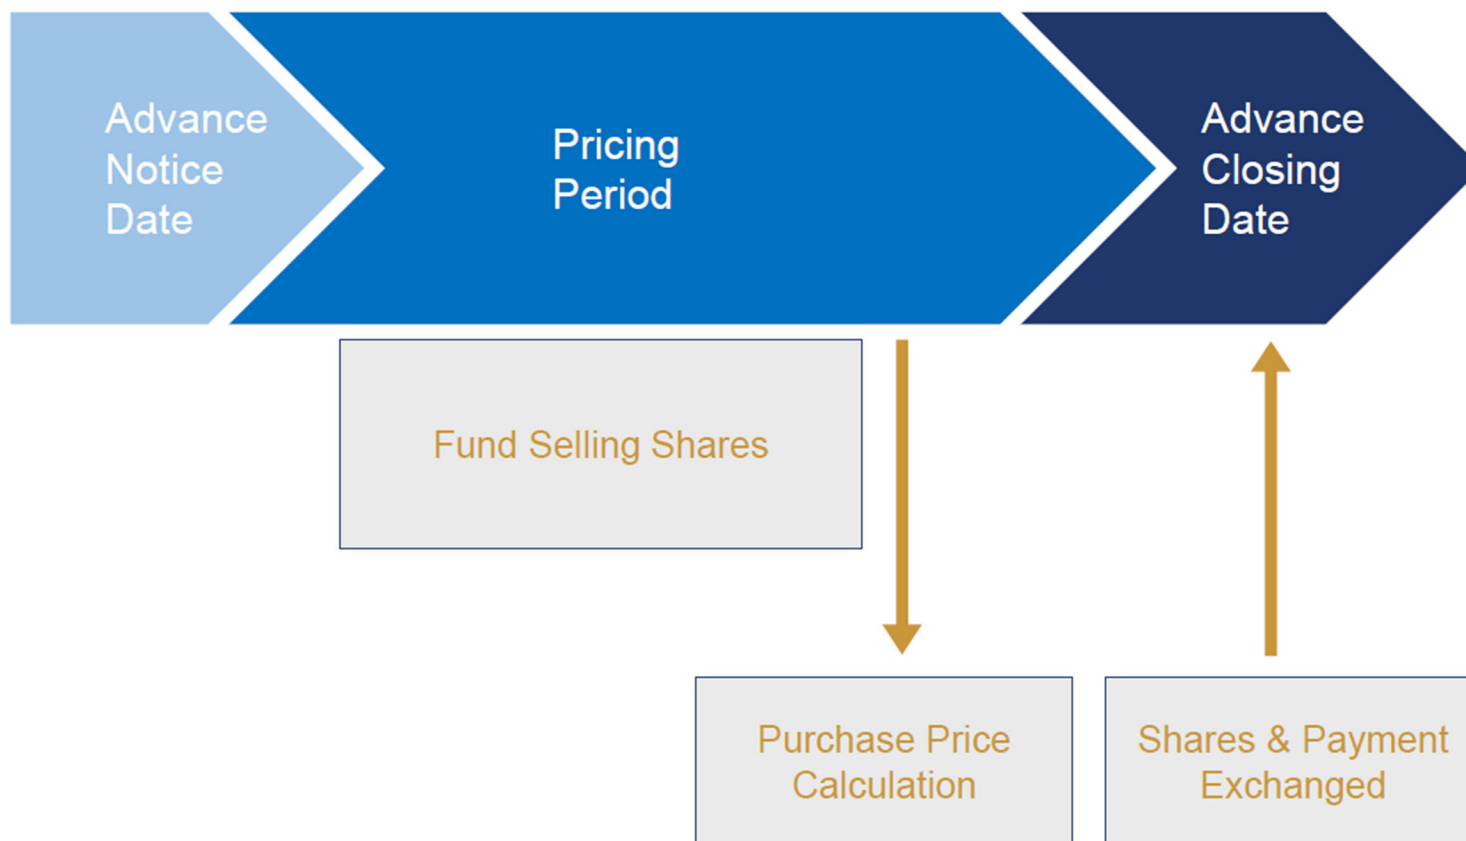 Advance
Notice
Date
Pricing
Period
Advance
Closing
Date
Fund Selling Shares
Purchase Price
Calculation
Shares & Payment
Exchanged